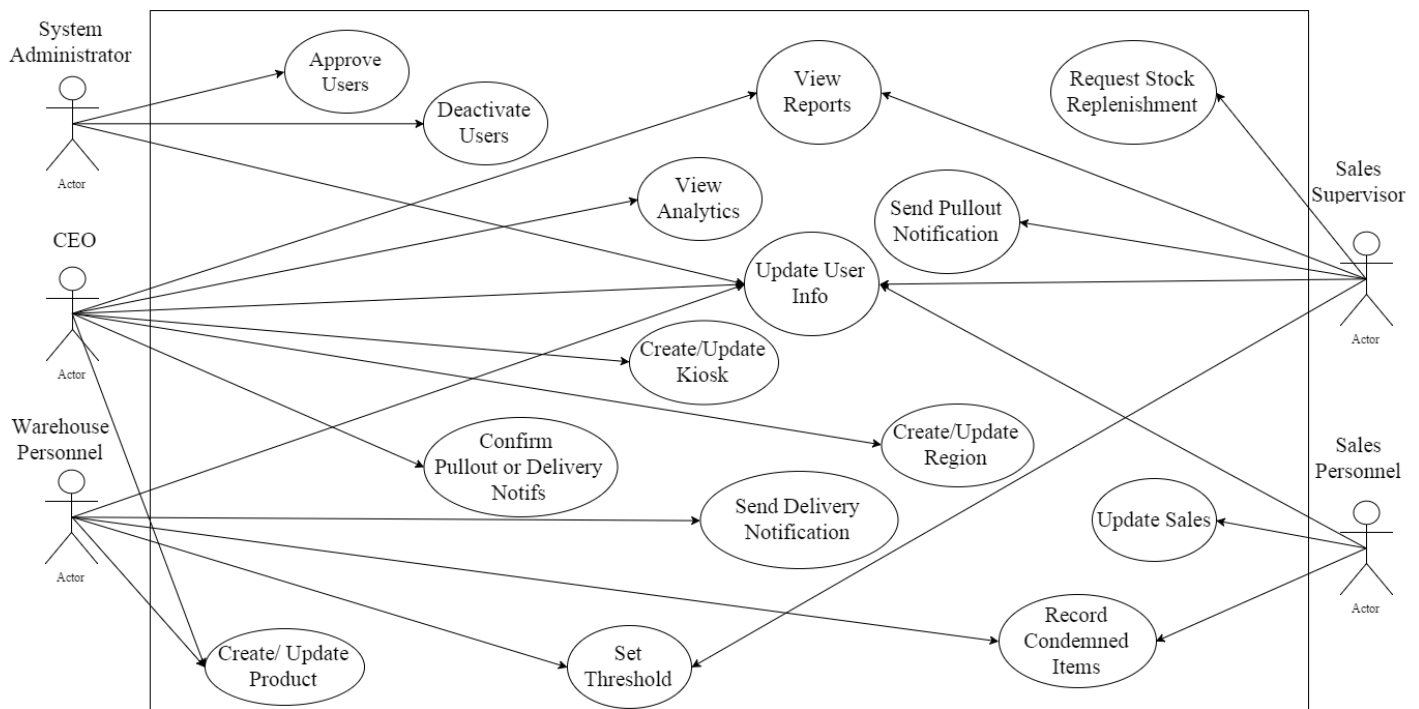 System
Administrator
Actor
CEO
Actor
Warehouse
Personnel
Actor
Approve
Users
Deactivate
Users
View
Reports
Request Stock
Replenishment
View
Analytics
Send Pullout
Notification
Update User
Info
Create/Update
Kiosk
Create/Update
Region
Confirm
Pullout or Delivery
Notifs
Send Delivery
Notification
Update Sales
Record
Condemned
Items
Create/ Update
Product
Set
Threshold
Sales
Supervisor
Actor
Sales
Personnel
Actor